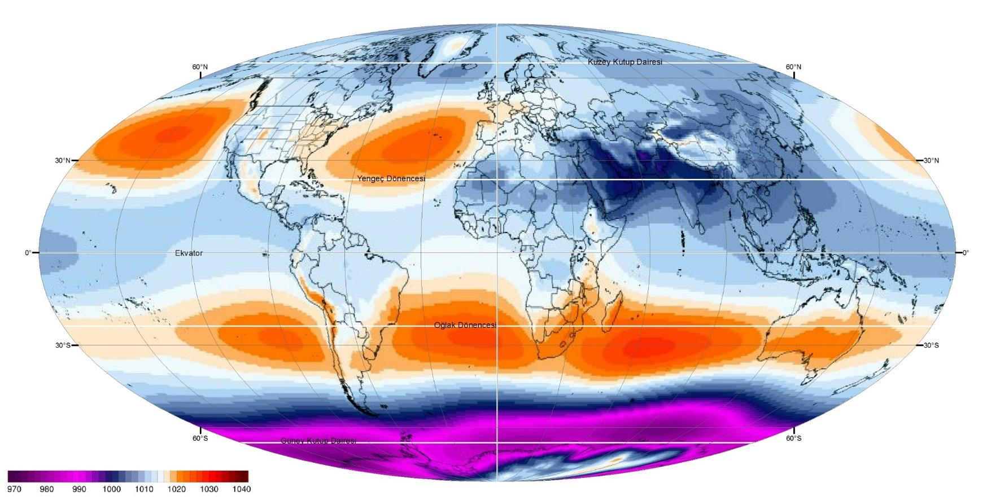 Kuzey Kutup Dairesi
60°N
60°N
30°N
30°N
Yengeç Dönencesi
0°
Ekvator
0°
Oğlak Dönencesi
30°S
30°S
60°S
60°S
Güney Kutup Dairesi
970 980 990 1000 1010 1020 1030 1040